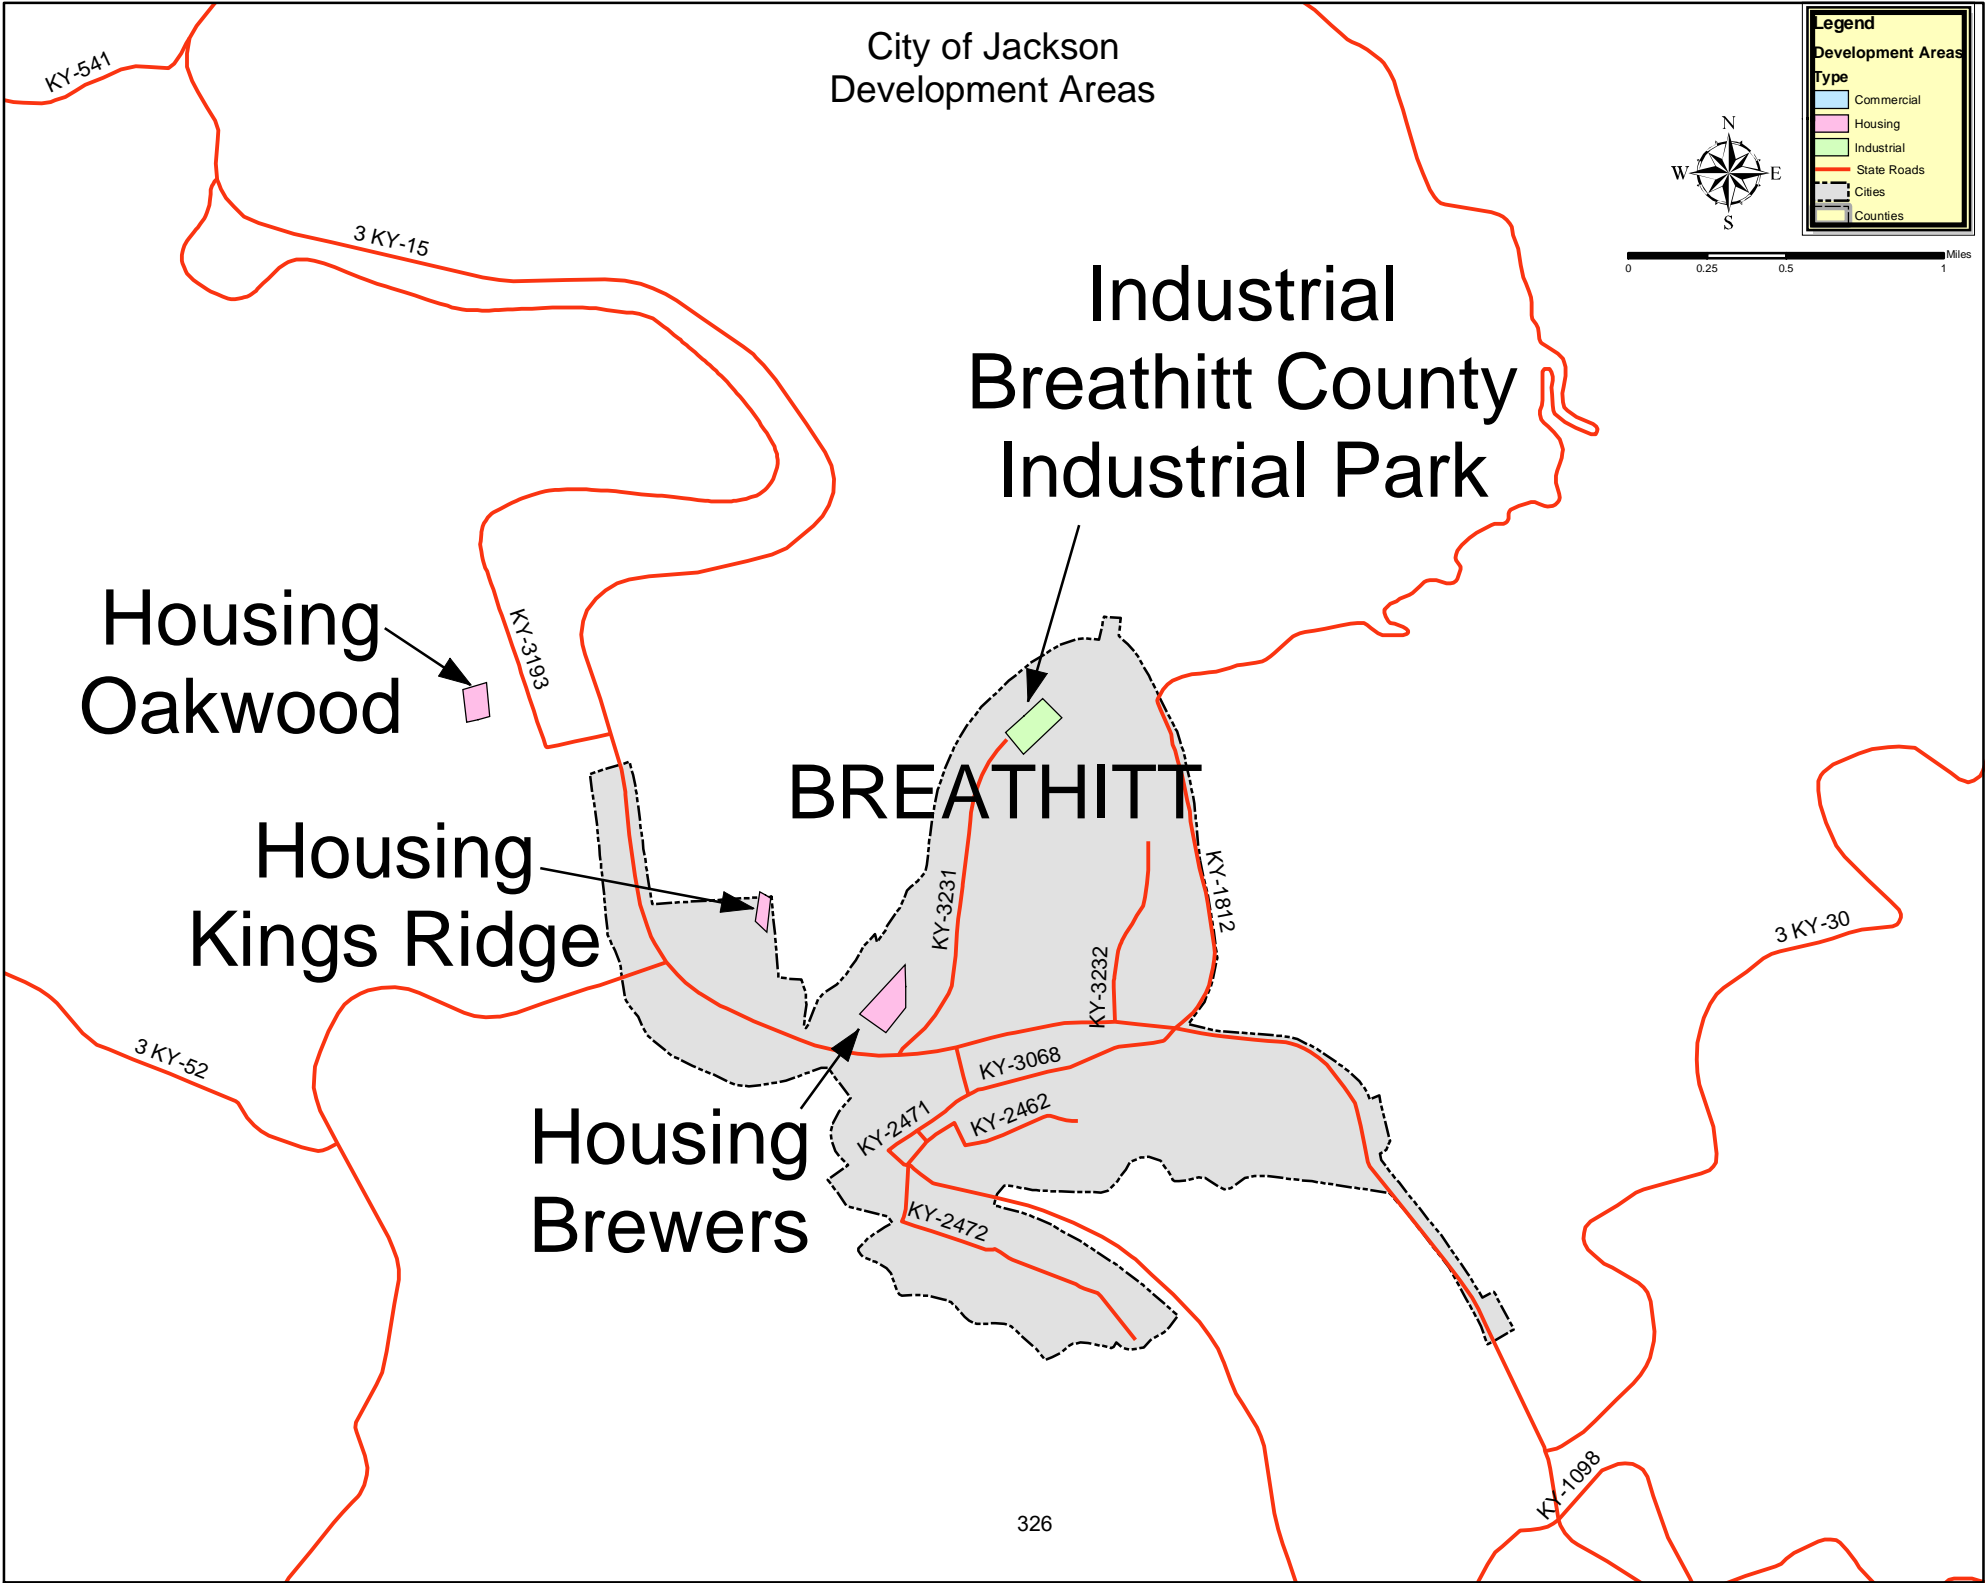 City of Jackson
Development Areas
Legend
Development Areas
Type
Commercial
Housing
Industrial
State Roads
Cities
Counties
N
W
E
S
0
0.25
0.5
1
Miles
KY-541
3 KY-15
Industrial
Breathitt County
Industrial Park
Housing
Oakwood
KY-3193
BREATHITT
Housing
Kings Ridge
KY-3231
KY-1812
KY-3232
3 KY-30
3 KY-52
KY-3068
KY-2471
KY-2462
Housing
Brewers
KY-2472
KY-1098
326